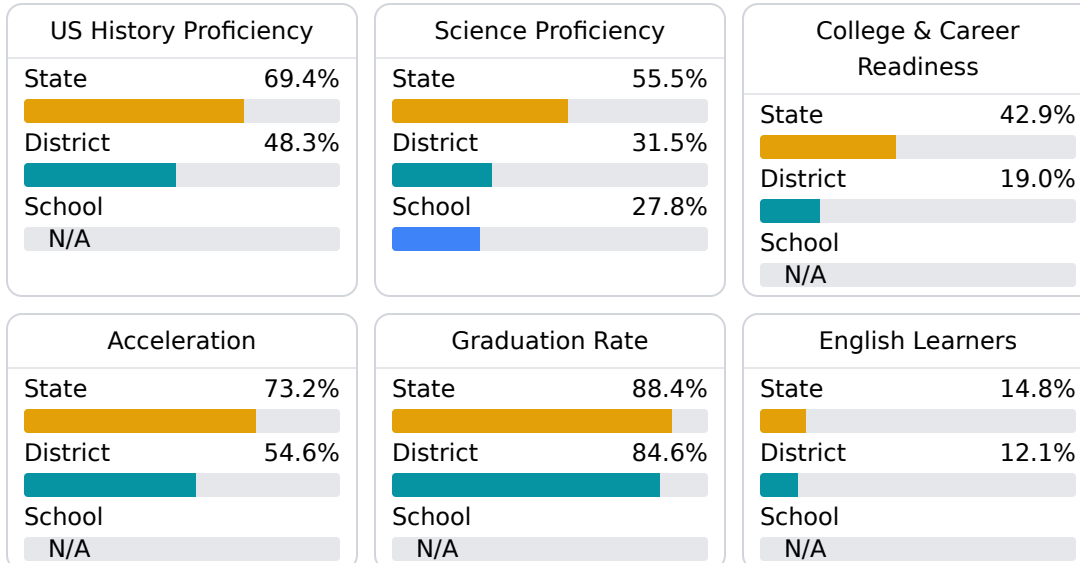 US History Proficiency
State 69.4%
District 48.3%
School
N/A
Science Proficiency
State 55.5%
District 31.5%
School 27.8%
College & Career
Readiness
State 42.9%
District 19.0%
School
N/A
Acceleration
State 73.2%
District 54.6%
School
N/A
Graduation Rate
State 88.4%
District 84.6%
School
N/A
English Learners
State 14.8%
District 12.1%
School
N/A